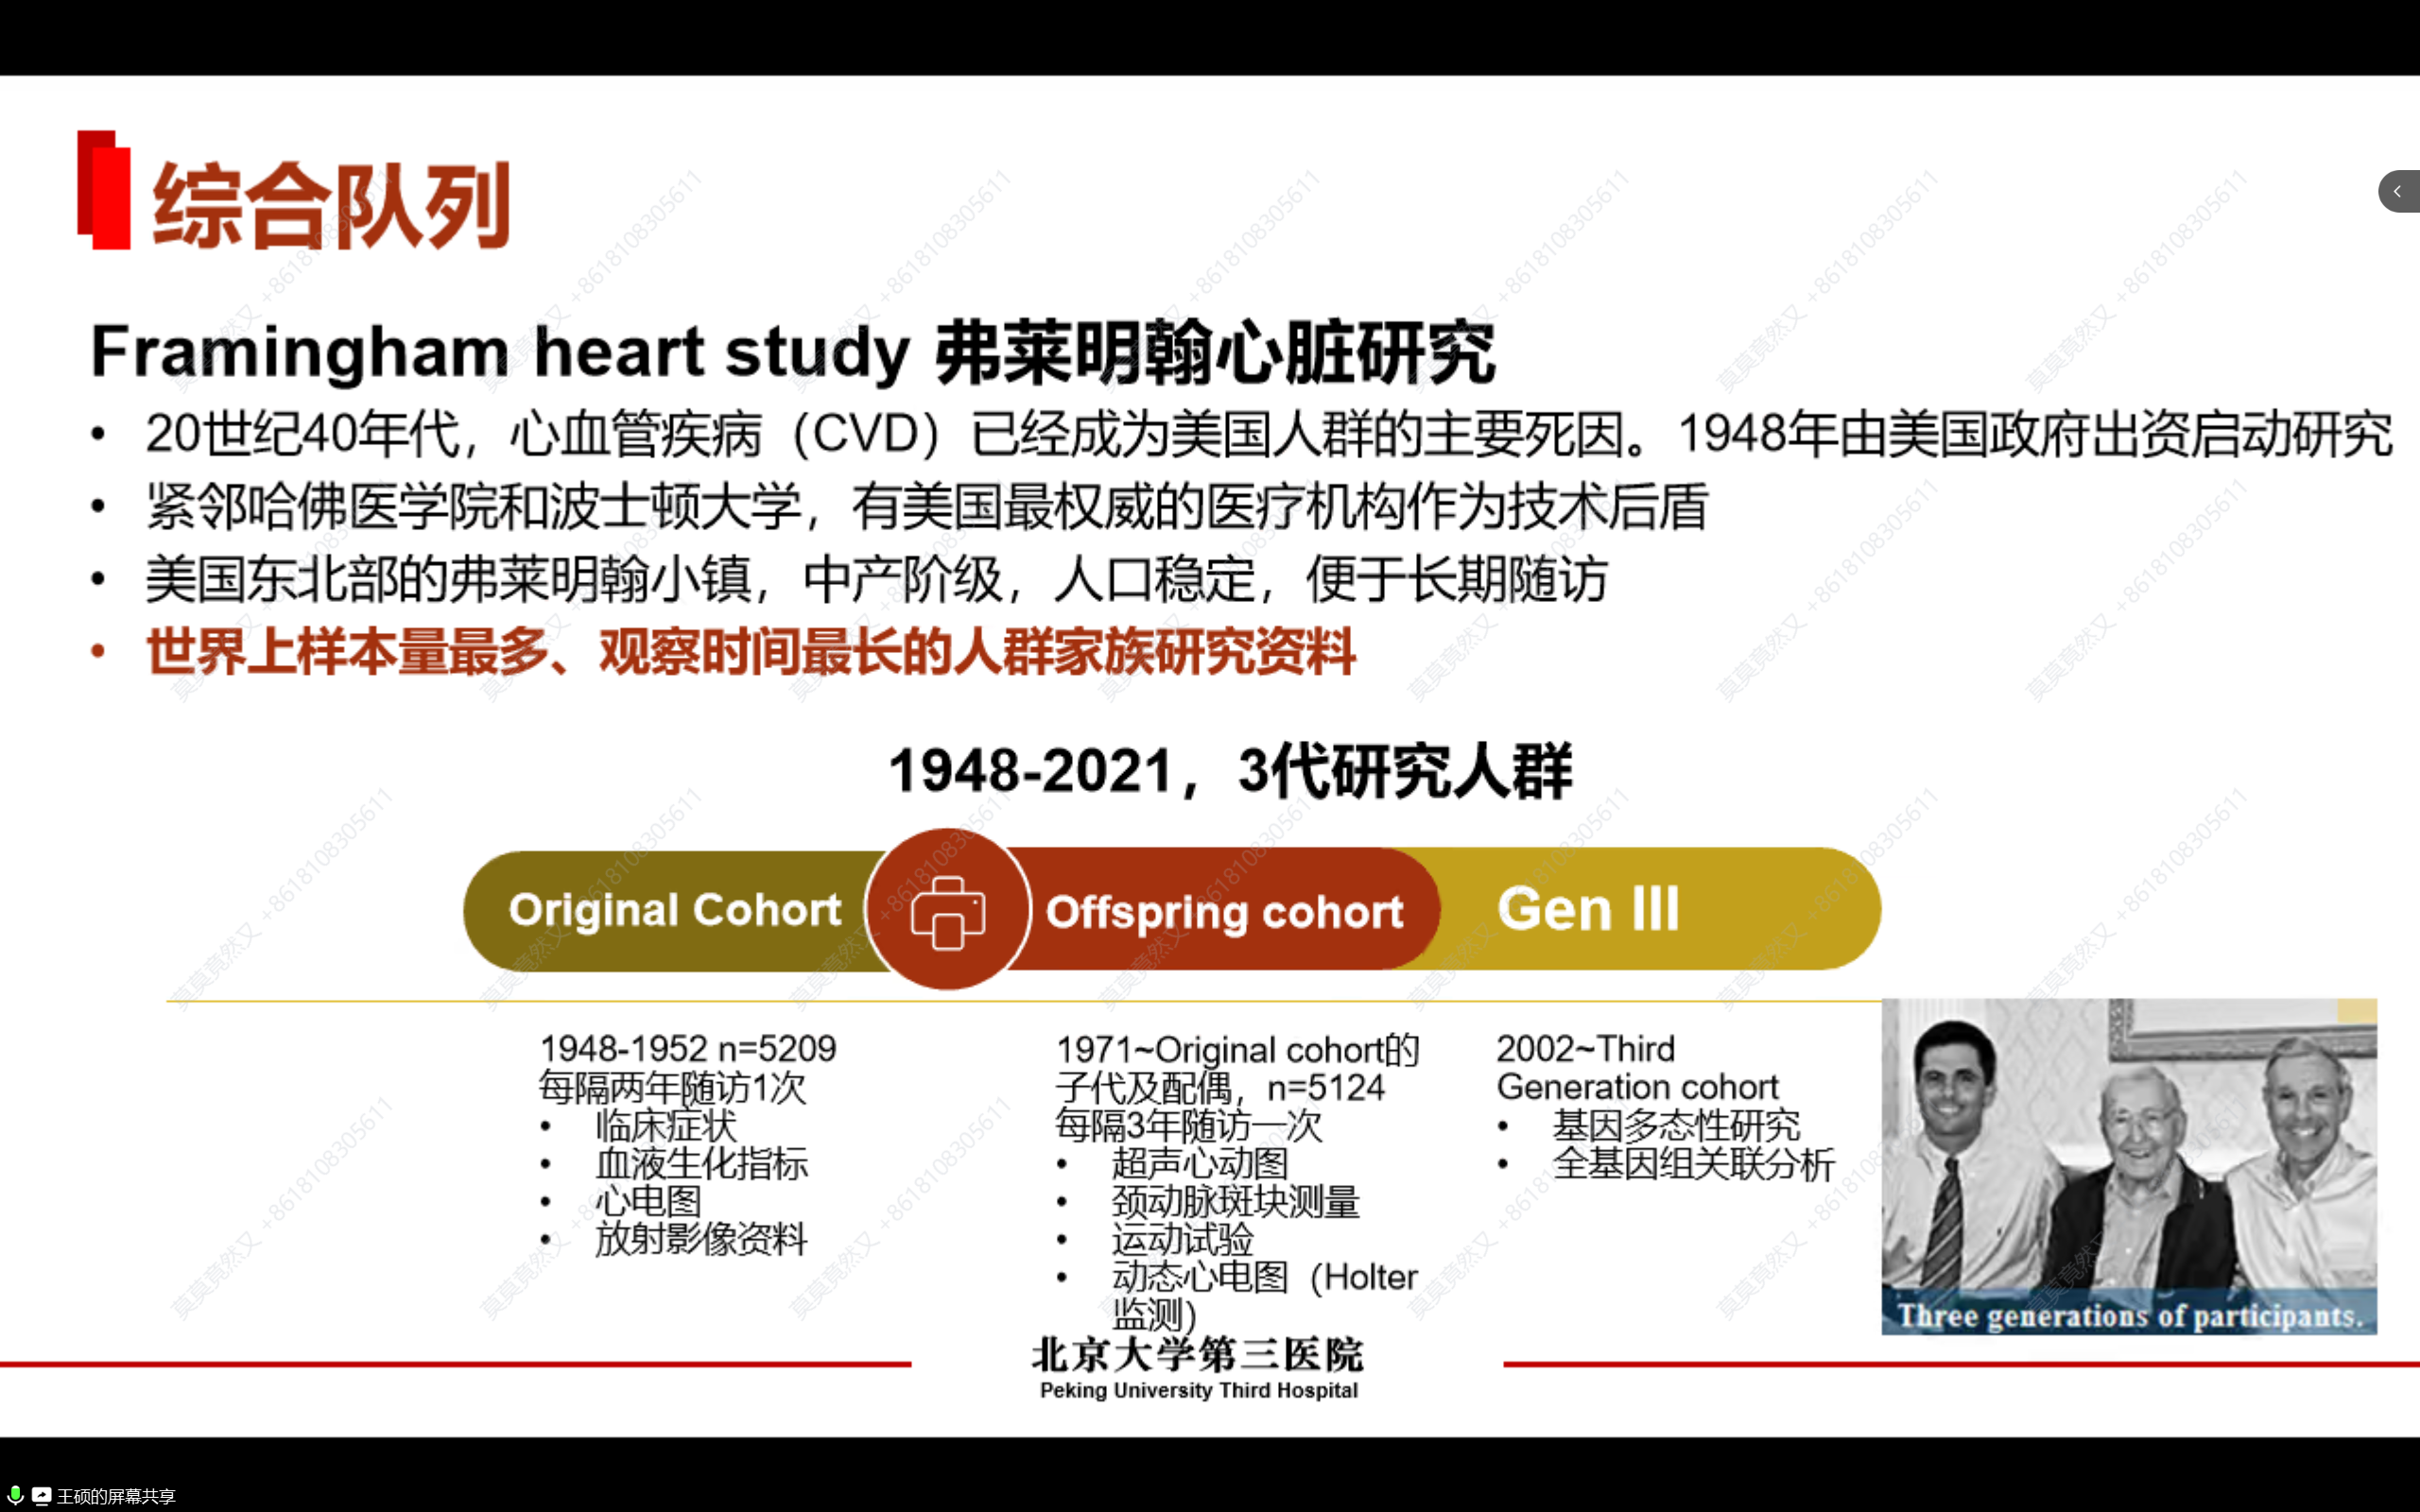 综合队列
Framingham heart study 弗莱明翰心脏研究
• 20世纪40年代，心血管疾病（CVD）已经成为美国人群的主要死因。1948年由美国政府出资启动研究
• 紧邻哈佛医学院和波士顿大学，有美国最权威的医疗机构作为技术后盾
• 美国东北部的弗莱明翰小镇，中产阶级，人口稳定，便于长期随访
• 世界上样本量最多、观察时间最长的人群家族研究资料
1948-2021，3代研究人群
Original Cohort
Offspring cohort
Gen III
1948-1952 n=5209
每隔两年随访1次
• 临床症状
• 血液生化指标
• 心电图
• 放射影像资料
1971~Original cohort的
子代及配偶，n=5124
每隔3年随访一次
• 超声心动图
• 颈动脉斑块测量
• 运动试验
• 动态心电图（Holter
监测)
2002~Third
Generation cohort
• 基因多态性研究
• 全基因组关联分析
Three generations of participants.
北京大学第三医院
Peking University Third Hospital
王硕的屏幕共享
莫莫竟然又 +8618108305611